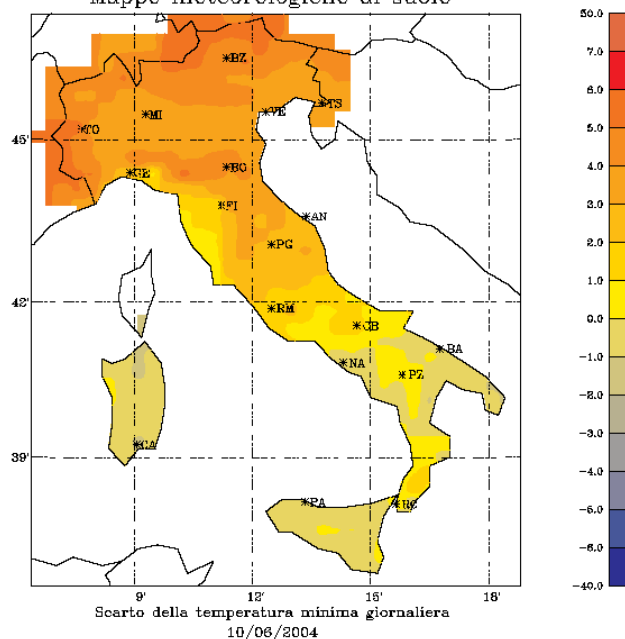 Mappe meteorologiche al suolo
50.0
7.0
6.0
5.0
4.0
3.0
2.0
1.0
0.0
-1.0
-2.0
-3.0
-4.0
-5.0
-6.0
-40.0
*BZ
*MI
*VE
*TS
*TO
45'
*GE
*BO
*FI
*AN
*PG
42'
*RM
*CB
*BA
*NA
*PZ
*CA
39'
*PA
*RC
9'
12'
15'
18'
Scarto della temperatura minima giornaliera
10/06/2004